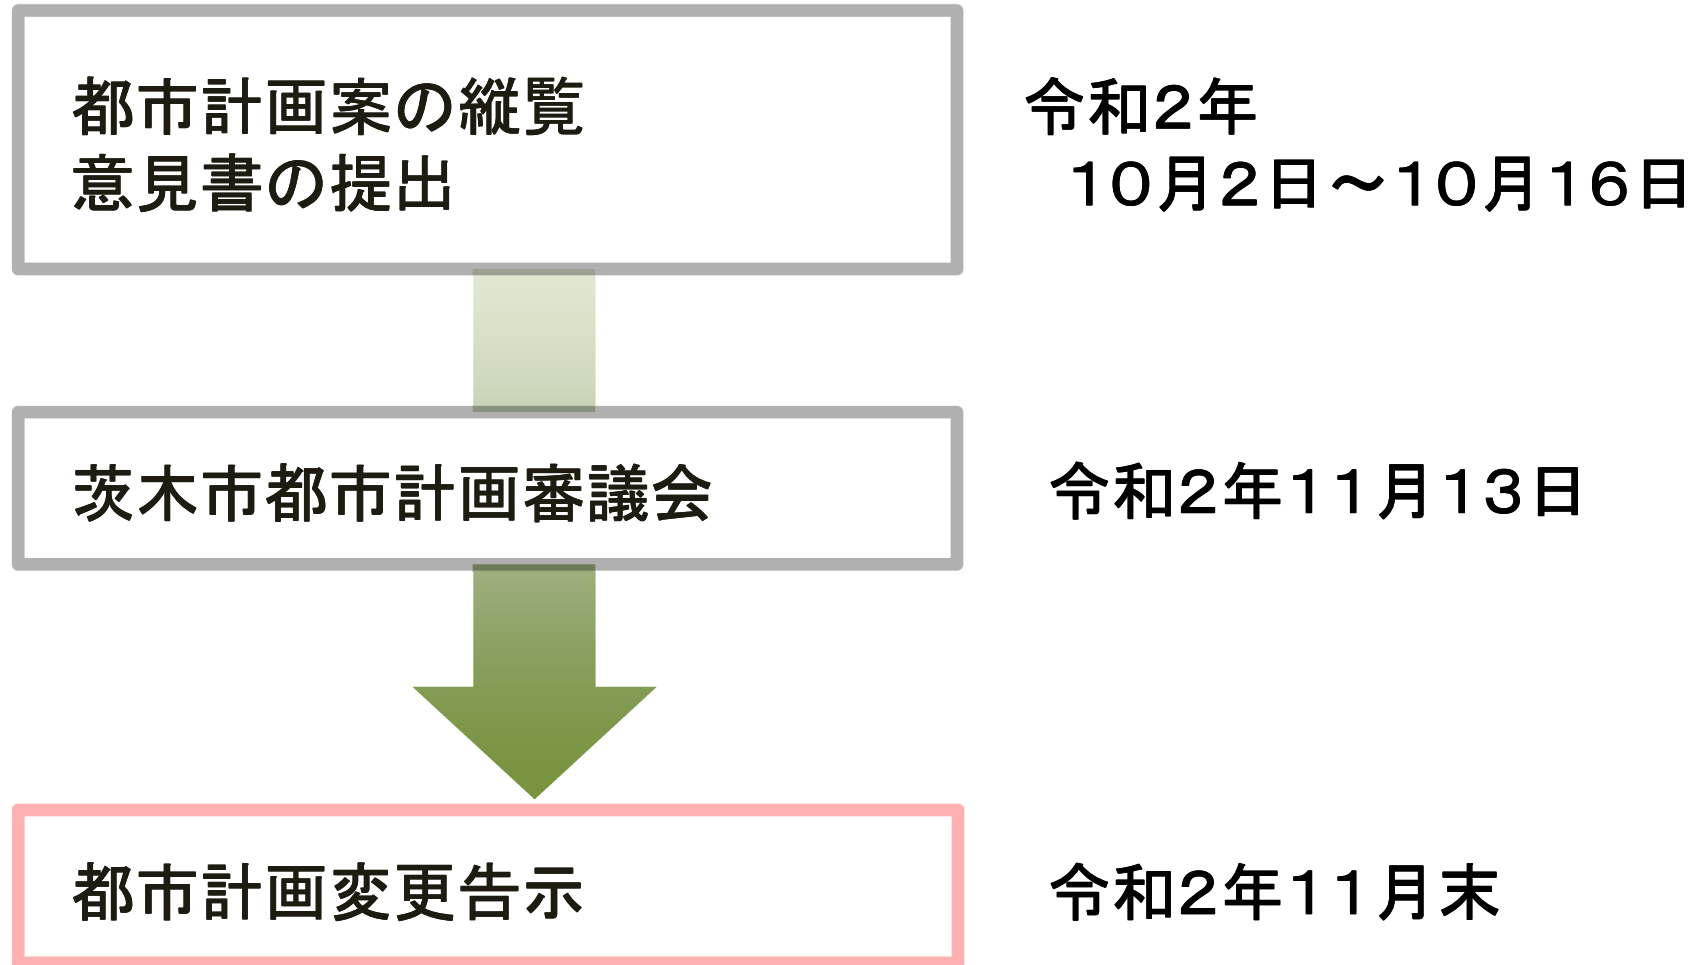 都市計画案の縦覧
意見書の提出
令和２年
１０月２日～１０月１６日
茨木市都市計画審議会
令和２年１１月１３日
都市計画変更告示
令和２年１１月末